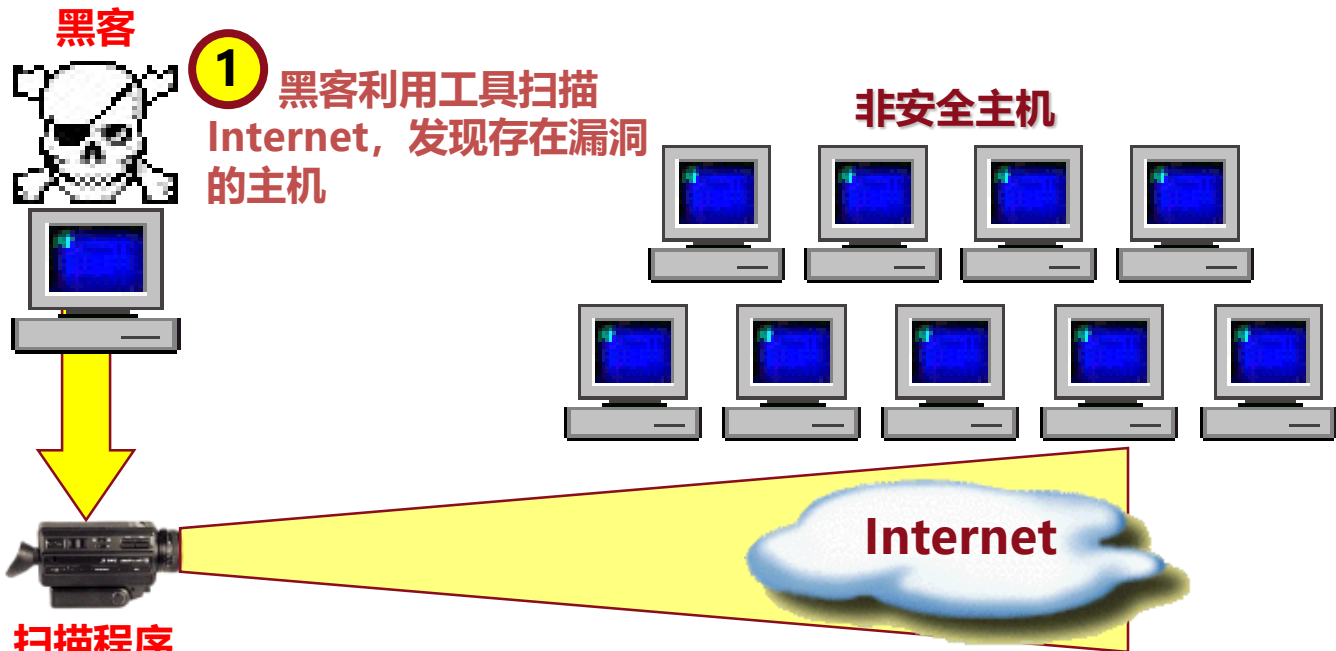 黑客
1
黑客利用工具扫描
Internet，发现存在漏洞
的主机
非安全主机
Internet
扫描程序